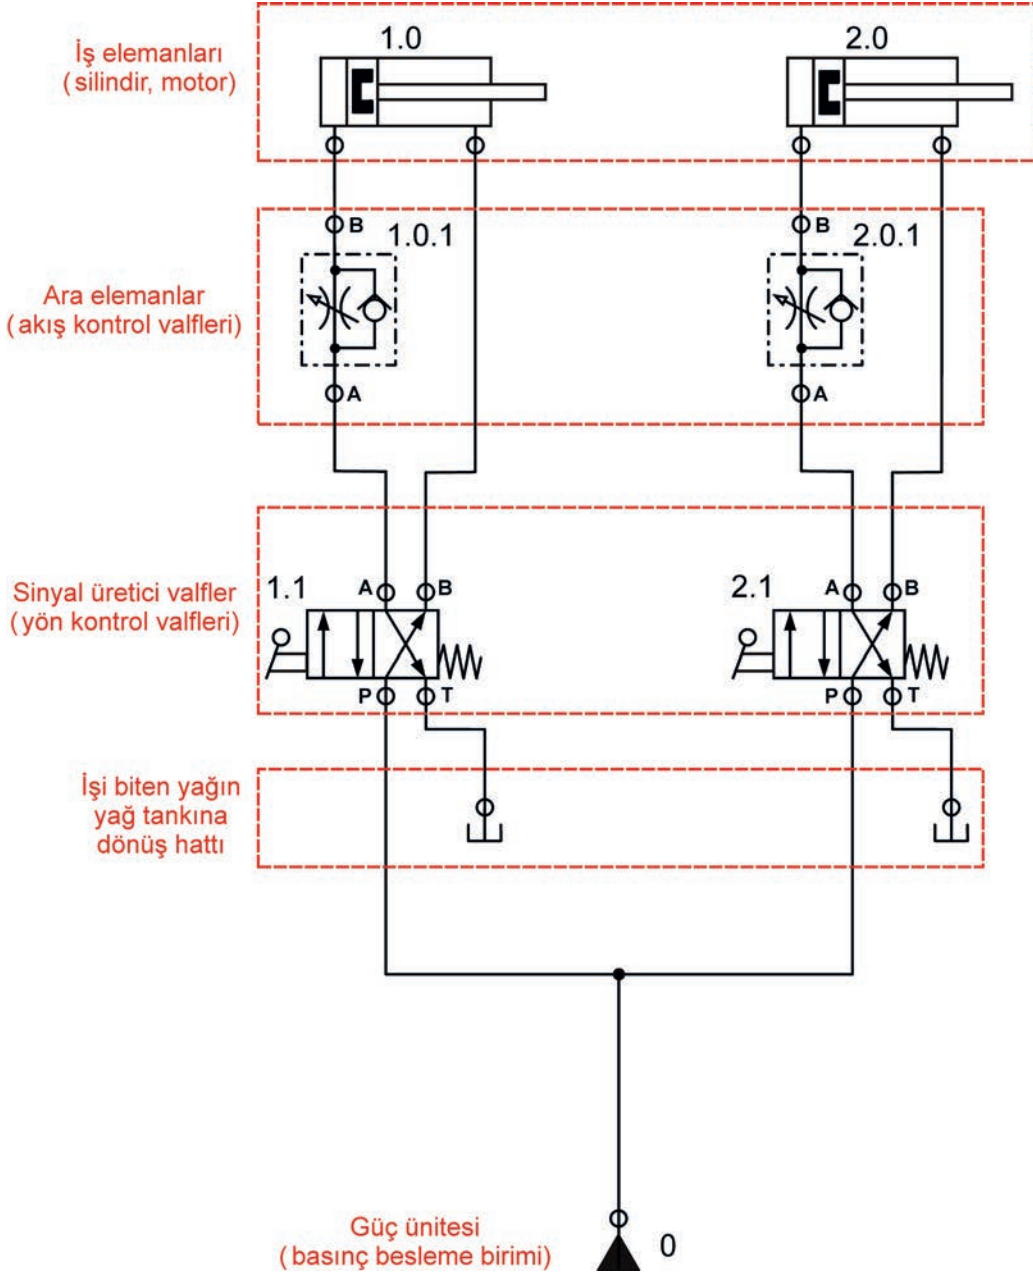 1.0
2.0
İş elemanları
(silindir, motor)
B
1.0.1
B
2.0.1
Ara elemanlar
(akış kontrol valfleri)
A
A
1.1
A
B
2.1
A
B
Sinyal üretici valfler
(yön kontrol valfleri)
P
T
P
T
İşi biten yağın
yağ tankına
dönüş hattı
Güç ünitesi
(basınç besleme birimi)
0